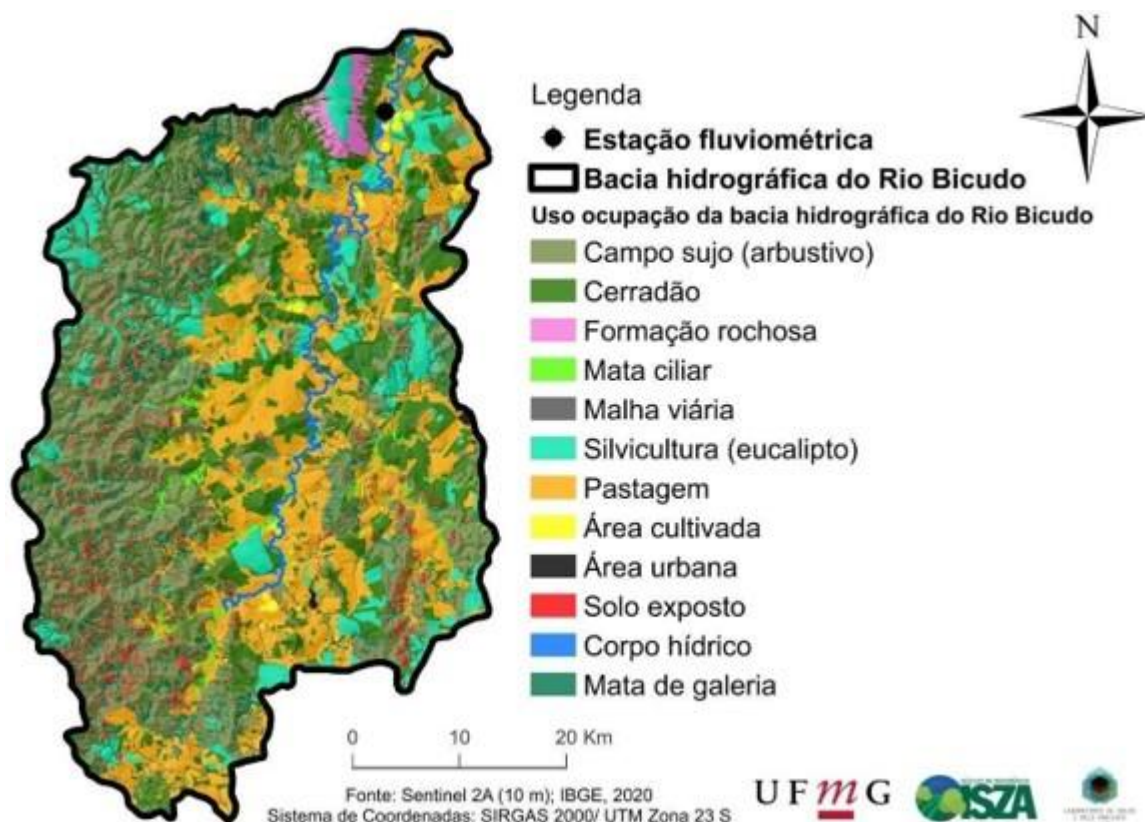 N
Legenda
Estação fluviométrica
Bacia hidrográfica do Rio Bicudo
Uso ocupação da bacia hidrográfica do Rio Bicudo
Campo sujo (arbustivo)
Cerradão
Formação rochosa
Mata ciliar
Malha viária
Silvicultura (eucalipto)
Pastagem
Área cultivada
Área urbana
Solo exposto
Corpo hídrico
Mata de galeria
0 10 20 Km
Fonte: Sentinel 2A (10 m); IBGE, 2020
Sistema de Coordenadas: SIRGAS 2000/ UTM Zona 23 S
UFmG
ISZA